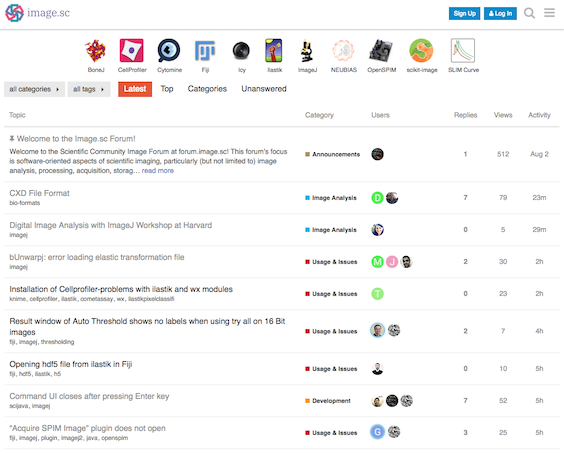 image.sc
Sign Up
Log In
BoneJ
CellProfiler
Cytomine
Fiji
Icy
ilastik
ImageJ
NEUBIAS
OpenSPIM
scikit-image
SLIM Curve
all categories
all tags
Latest
Top
Categories
Unanswered
Topic Category Users Replies Views Activity
Welcome to the Image.sc Forum! Announcements 1 512 Aug 2
Welcome to the Scientific Community Image Forum at forum.image.sc! This forum's focus
is software-oriented aspects of scientific imaging, particularly (but not limited to) image
analysis, processing, acquisition, storag… read more
CXD File Format Image Analysis D 7 79 23m
bio-formats
Digital Image Analysis with ImageJ Workshop at Harvard Image Analysis 0 5 29m
imagej
bUnwarpj: error loading elastic transformation file Usage & Issues M J 2 30 2h
imagej
Installation of Cellprofiler-problems with ilastik and wx modules Usage & Issues T 0 23 2h
knime, cellprofiler, ilastik, cometassay, wx, ilastikpixelclassifi
Result window of Auto Threshold shows no labels when using try all on 16 Bit
images Usage & Issues 2 7 4h
fiji, imagej, thresholding
Opening hdf5 file from ilastik in Fiji Usage & Issues 0 10 5h
fiji, hdf5, ilastik, h5
Command UI closes after pressing Enter key Development 7 52 5h
scijava, imagej
"Acquire SPIM Image" plugin does not open Usage & Issues G 3 25 5h
fiji, imagej, plugin, imagej2, java, openspim